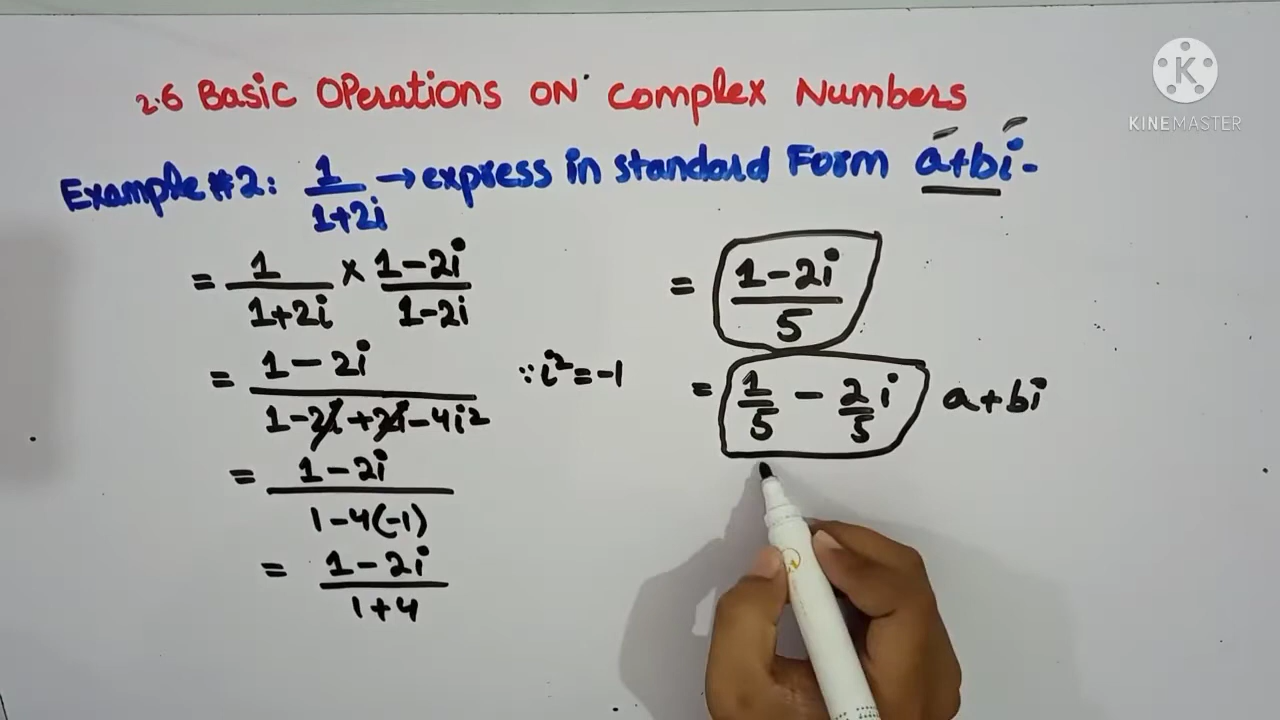 2.6 Basic Operations on Complex Numbers
K
KINEMASTER
Example #2: 1/(1+2i) → express in standard Form a+bi.
= 1/(1+2i) × (1-2i)/(1-2i)
= (1-2i)/(1-2i+2i-4i²) ∵ i²=-1
= (1-2i)/(1-4(-1))
= (1-2i)/(1+4)
= (1-2i)/5
= 1/5 - 2/5 i a+bi